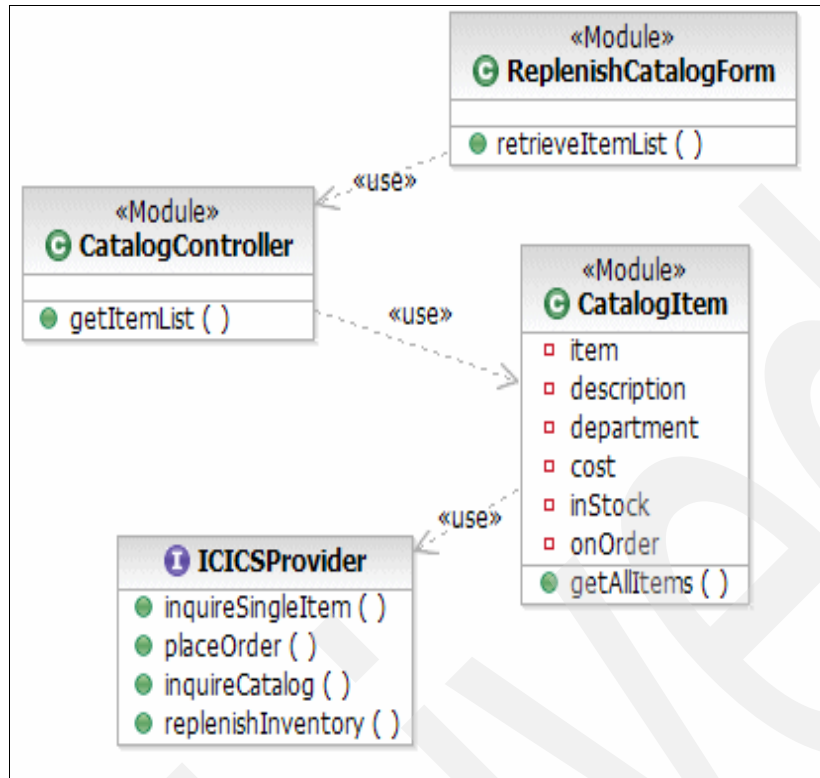 «Module»
C ReplenishCatalogForm
retrieveItemList ( )
«use»
«Module»
C CatalogController
getItemList ( )
«use»
«Module»
C CatalogItem
item
description
department
cost
inStock
onOrder
getAllItems ( )
«use»
I ICICSProvider
inquireSingleItem ( )
placeOrder ( )
inquireCatalog ( )
replenishInventory ( )